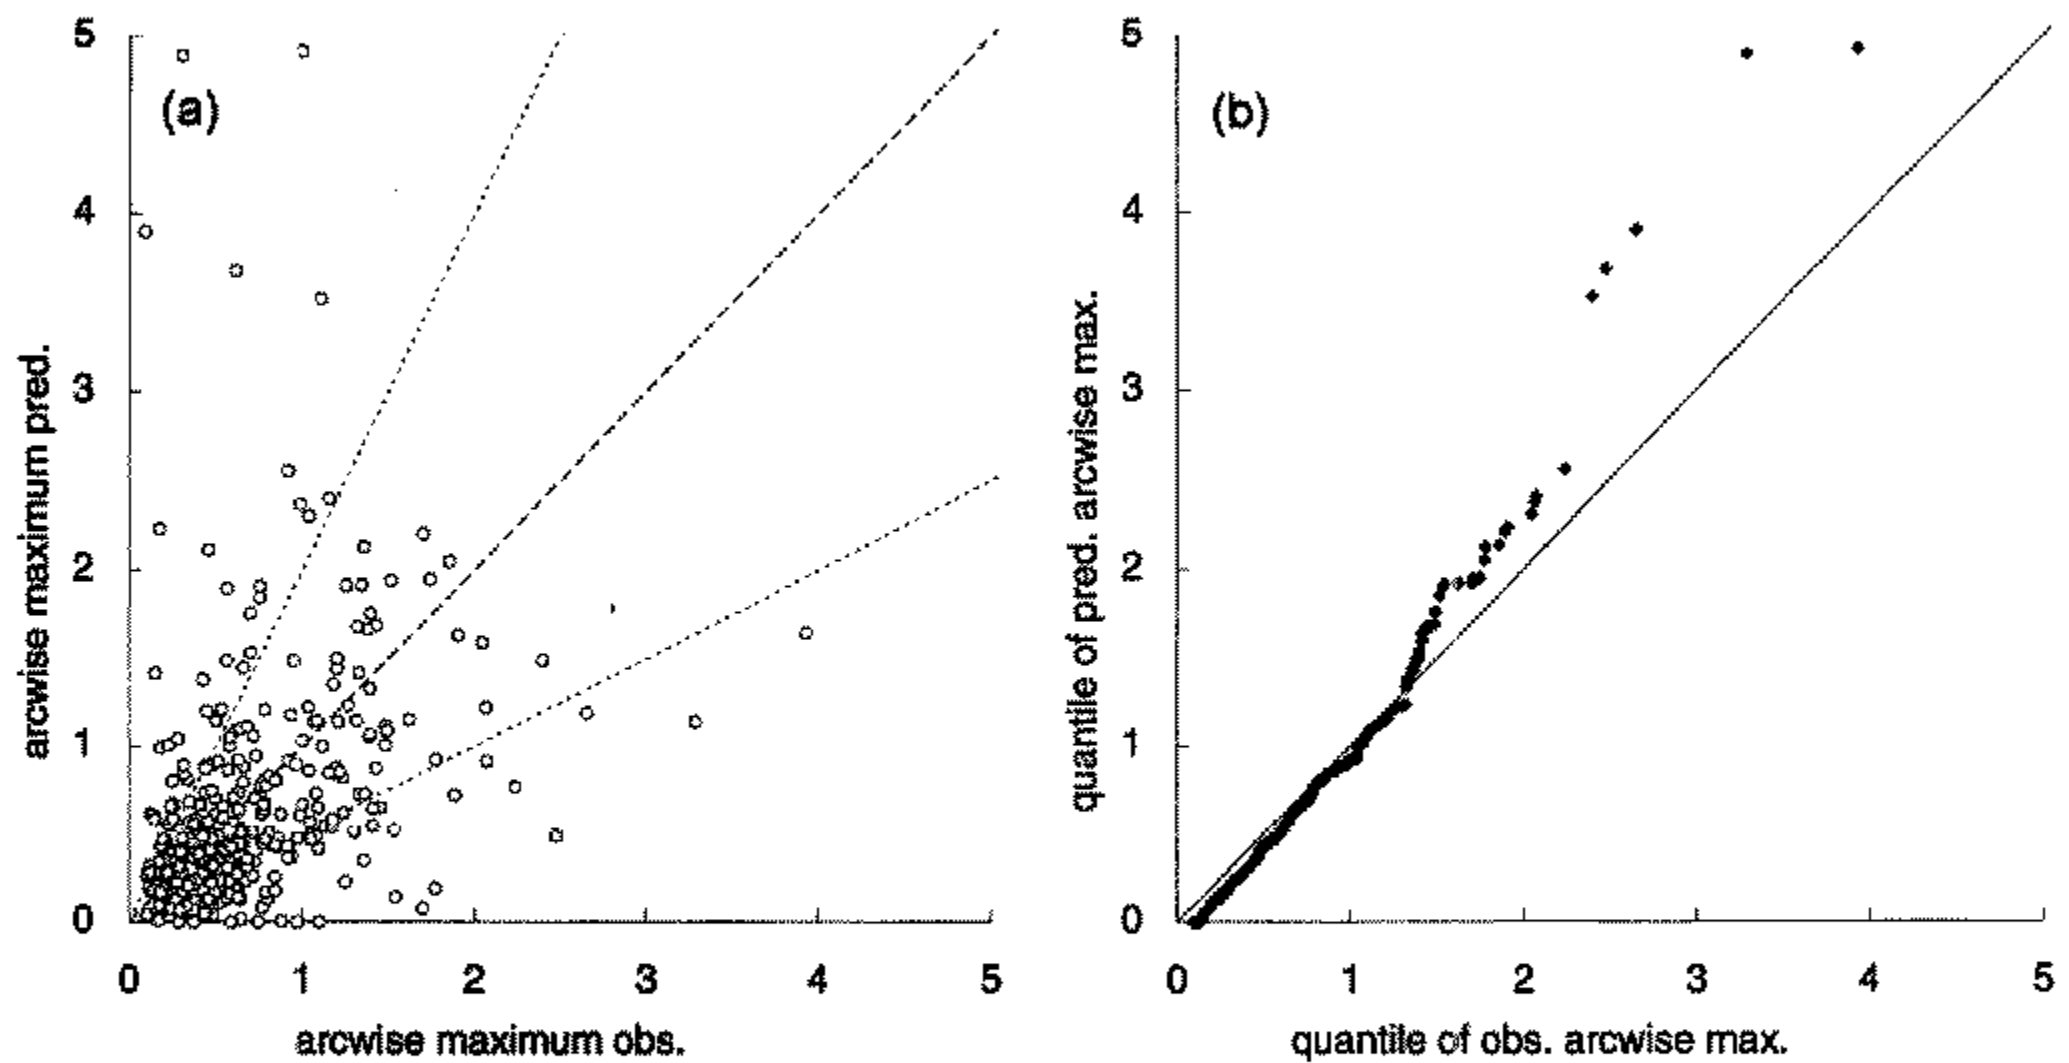 5
4
3
2
1
0
(a)
arcwise maximum pred.
0 1 2 3 4 5
arcwise maximum obs.
5
4
3
2
1
0
(b)
quantile of pred. arcwise max.
0 1 2 3 4 5
quantile of obs. arcwise max.